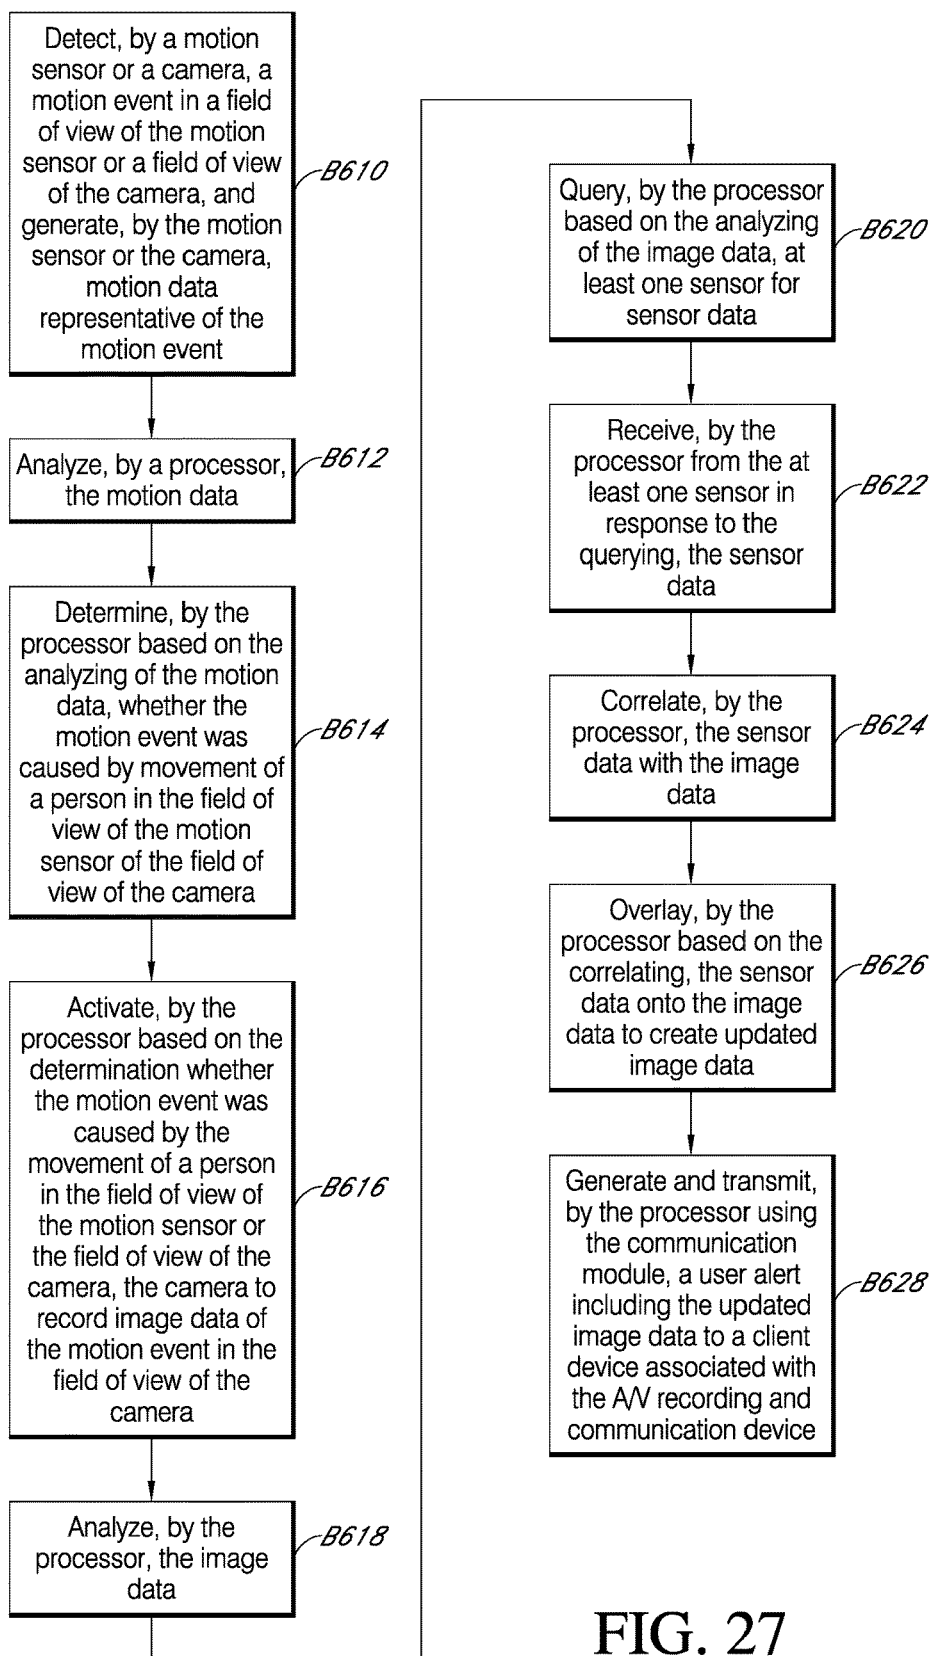 Detect, by a motion
sensor or a camera, a
motion event in a field
of view of the motion
sensor or a field of view
of the camera, and
generate, by the motion
sensor or the camera,
motion data
representative of the
motion event
B610
Analyze, by a processor,
the motion data
B612
Determine, by the
processor based on the
analyzing of the motion
data, whether the
motion event was
caused by movement of
a person in the field of
view of the motion
sensor of the field of
view of the camera
B614
Activate, by the
processor based on the
determination whether
the motion event was
caused by the
movement of a person
in the field of view of
the motion sensor or
the field of view of the
camera, the camera to
record image data of
the motion event in the
field of view of the
camera
B616
Analyze, by the
processor, the image
data
B618
Query, by the processor
based on the analyzing
of the image data, at
least one sensor for
sensor data
B620
Receive, by the
processor from the at
least one sensor in
response to the
querying, the sensor
data
B622
Correlate, by the
processor, the sensor
data with the image
data
B624
Overlay, by the
processor based on the
correlating, the sensor
data onto the image
data to create updated
image data
B626
Generate and transmit,
by the processor using
the communication
module, a user alert
including the updated
image data to a client
device associated with
the A/V recording and
communication device
B628
FIG. 27